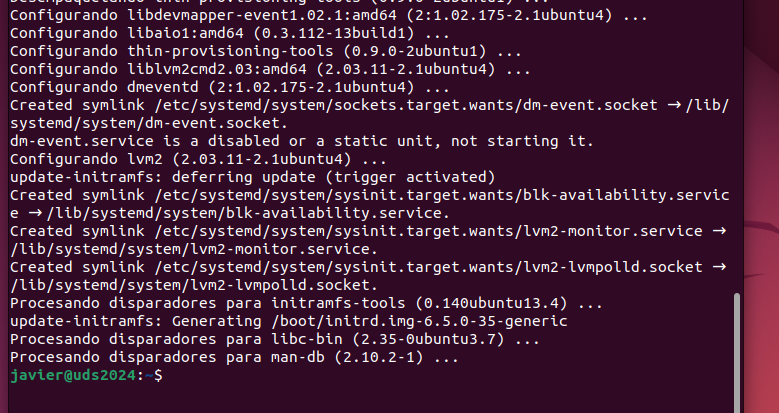 Desempaquetando thin-provisioning-tools (0.9.0-2ubuntu1) ...
Configurando libdevmapper-event1.02.1:amd64 (2:1.02.175-2.1ubuntu4) ...
Configurando libaio1:amd64 (0.3.112-13build1) ...
Configurando thin-provisioning-tools (0.9.0-2ubuntu1) ...
Configurando liblvm2cmd2.03:amd64 (2.03.11-2.1ubuntu4) ...
Configurando dmeventd (2:1.02.175-2.1ubuntu4) ...
Created symlink /etc/systemd/system/sockets.target.wants/dm-event.socket → /lib/
systemd/system/dm-event.socket.
dm-event.service is a disabled or a static unit, not starting it.
Configurando lvm2 (2.03.11-2.1ubuntu4) ...
update-initramfs: deferring update (trigger activated)
Created symlink /etc/systemd/system/sysinit.target.wants/blk-availability.servic
e → /lib/systemd/system/blk-availability.service.
Created symlink /etc/systemd/system/sysinit.target.wants/lvm2-monitor.service →
/lib/systemd/system/lvm2-monitor.service.
Created symlink /etc/systemd/system/sysinit.target.wants/lvm2-lvmpolld.socket →
/lib/systemd/system/lvm2-lvmpolld.socket.
Procesando disparadores para initramfs-tools (0.140ubuntu13.4) ...
update-initramfs: Generating /boot/initrd.img-6.5.0-35-generic
Procesando disparadores para libc-bin (2.35-0ubuntu3.7) ...
Procesando disparadores para man-db (2.10.2-1) ...
javier@uds2024:~$